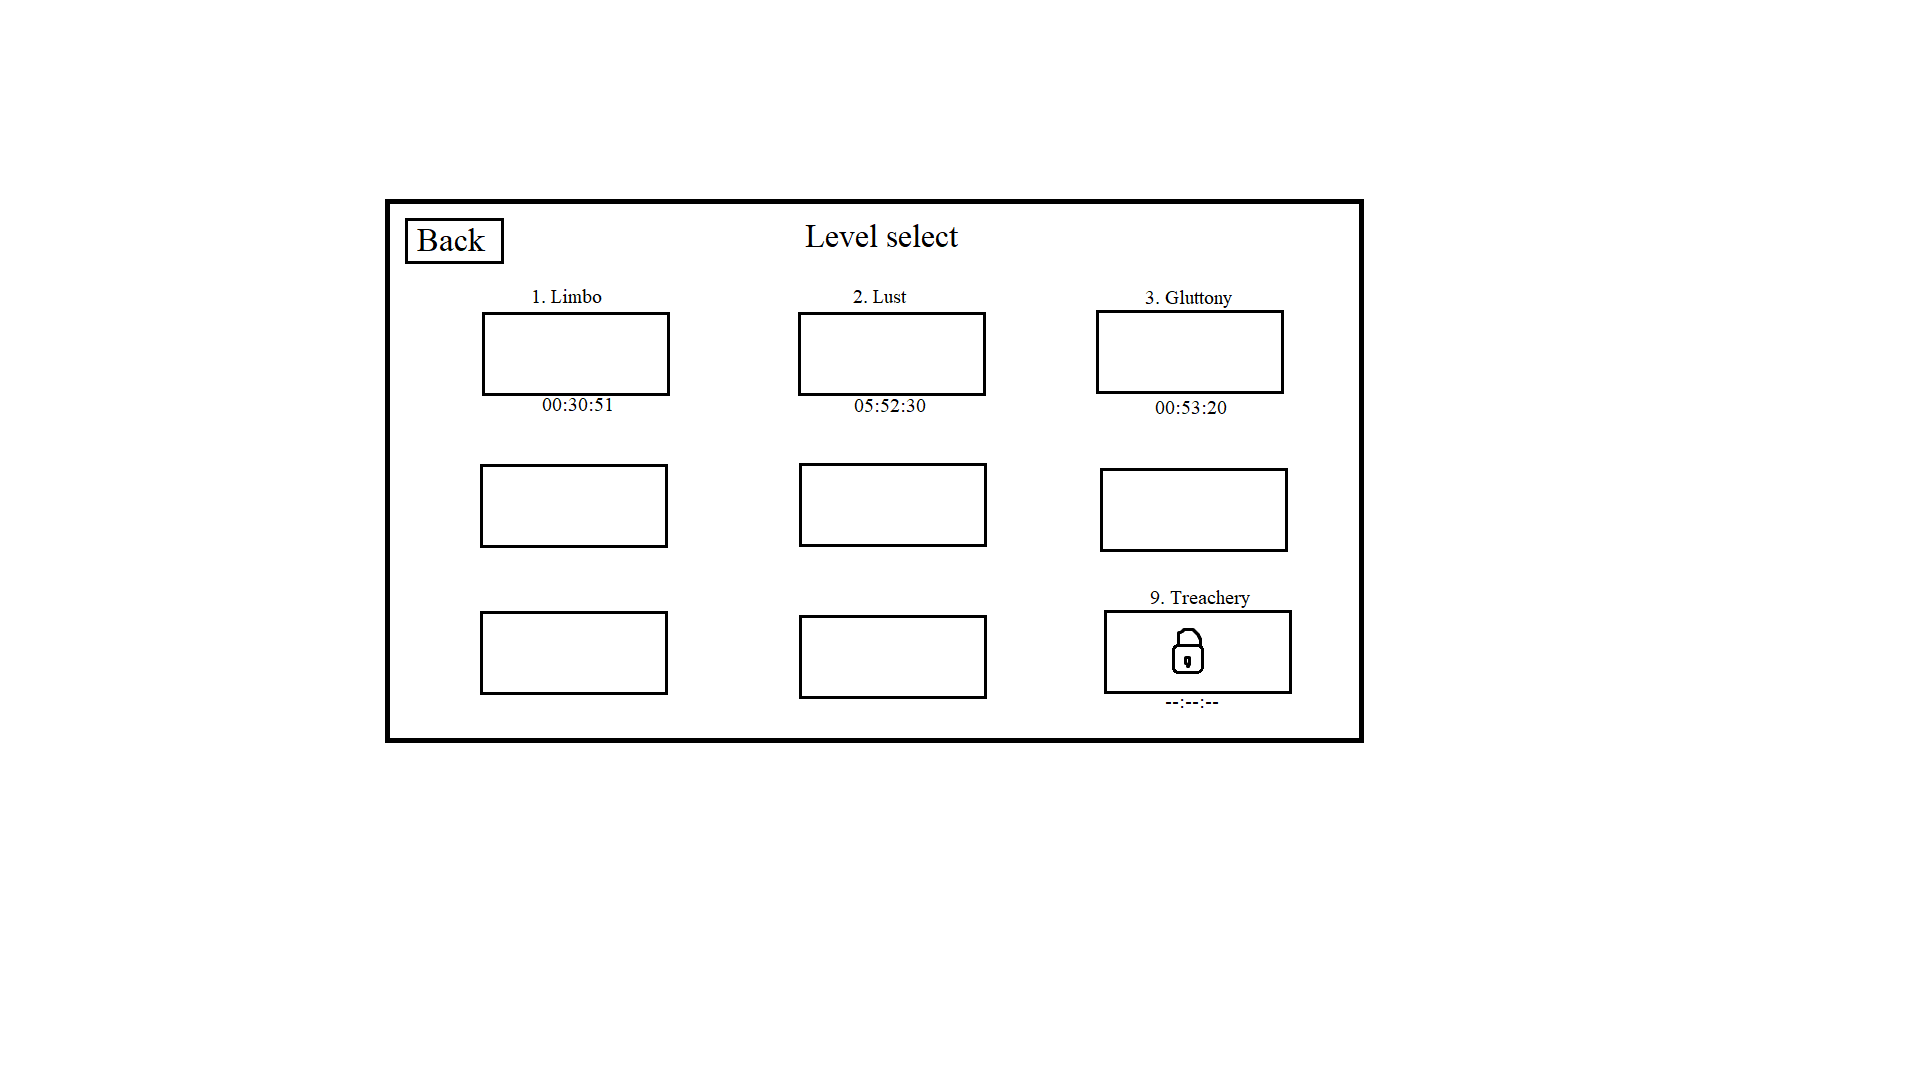 Back
Level select
1. Limbo
2. Lust
3. Gluttony
00:30:51
05:52:30
00:53:20
9. Treachery
--:--:--